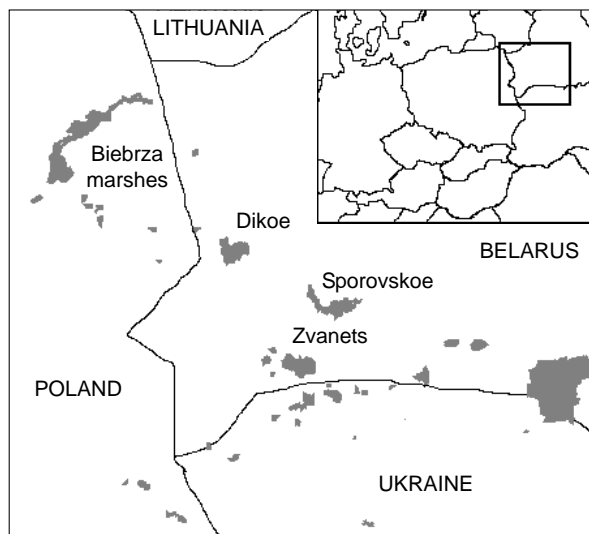 LITHUANIA
Biebrza
marshes
Dikoe
BELARUS
Sporovskoe
Zvanets
POLAND
UKRAINE